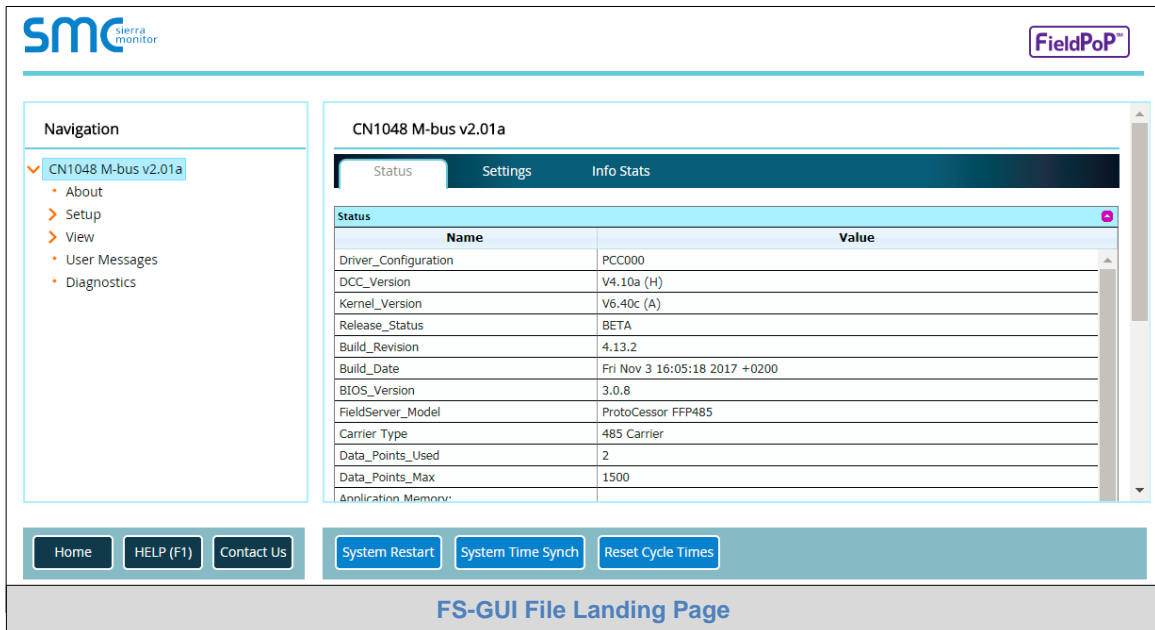 SMC sierra monitor
FieldPoP™
Navigation
CN1048 M-bus v2.01a
About
Setup
View
User Messages
Diagnostics
CN1048 M-bus v2.01a
Status Settings Info Stats
Status
Name Value
Driver_Configuration PCC000
DCC_Version V4.10a (H)
Kernel_Version V6.40c (A)
Release_Status BETA
Build_Revision 4.13.2
Build_Date Fri Nov 3 16:05:18 2017 +0200
BIOS_Version 3.0.8
FieldServer_Model ProtoCessor FFP485
Carrier Type 485 Carrier
Data_Points_Used 2
Data_Points_Max 1500
Application Memory:
Home HELP (F1) Contact Us
System Restart System Time Synch Reset Cycle Times
FS-GUI File Landing Page